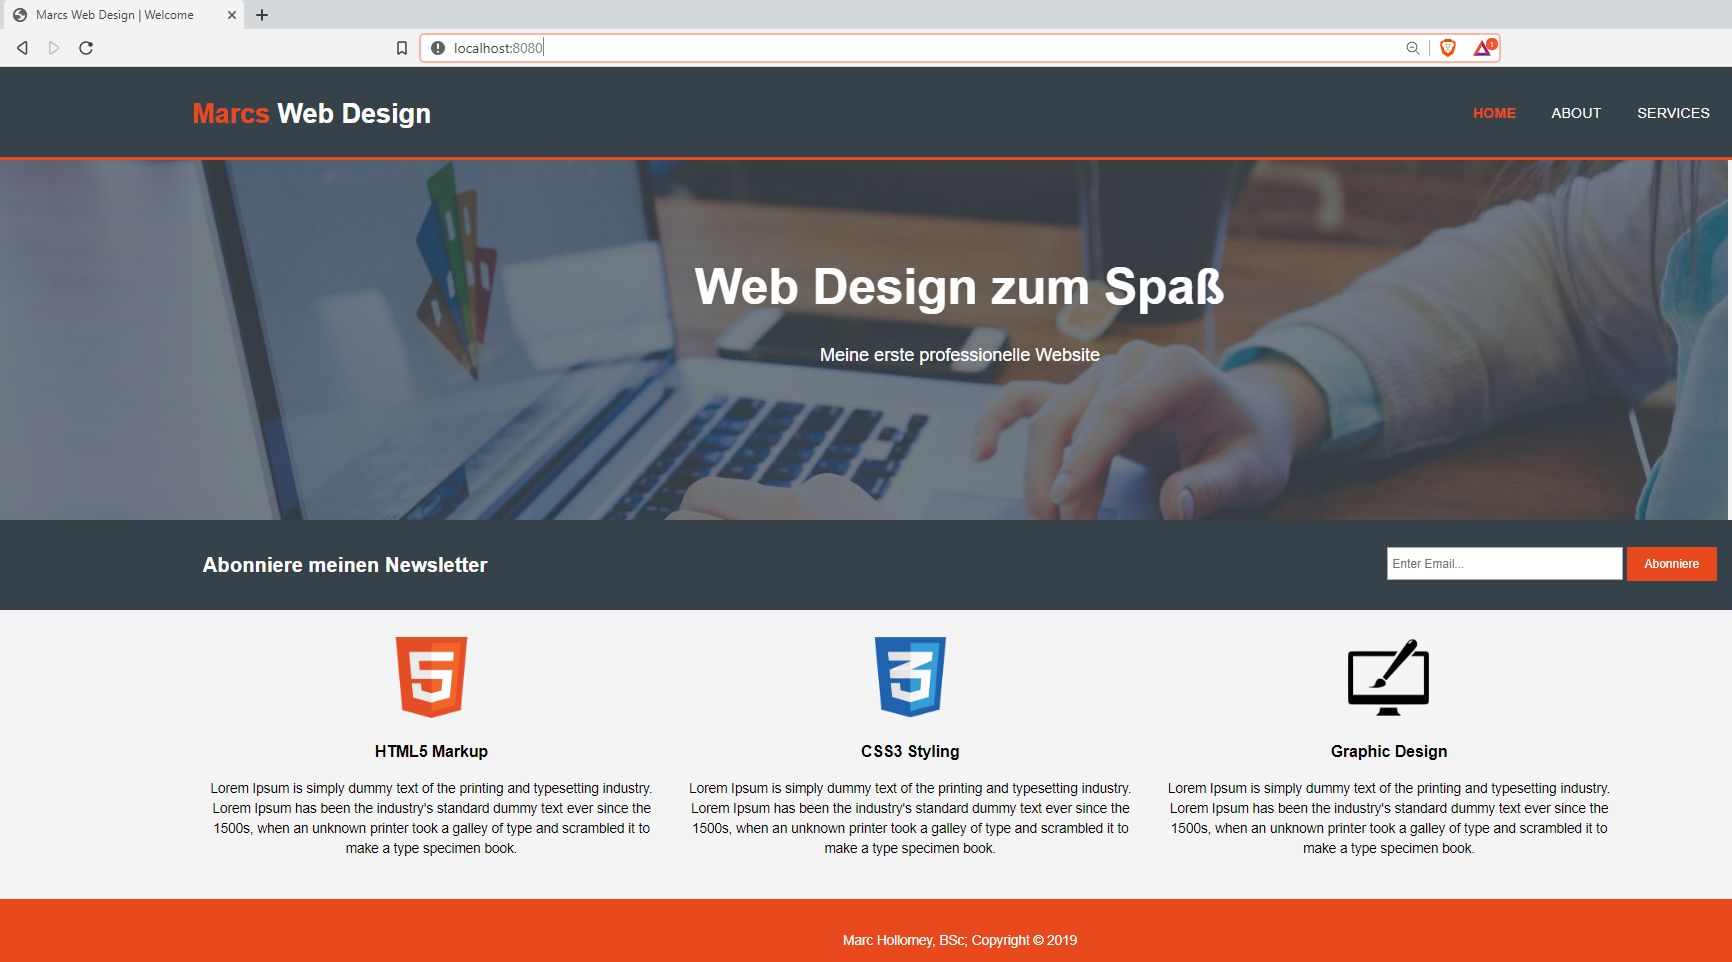 Marcs Web Design | Welcome
localhost:8080
1
Marcs Web Design
HOME ABOUT SERVICES
Web Design zum Spaß
Meine erste professionelle Website
Abonniere meinen Newsletter
Enter Email...
Abonniere
5
3
HTML5 Markup
Lorem Ipsum is simply dummy text of the printing and typesetting industry.
Lorem Ipsum has been the industry's standard dummy text ever since the
1500s, when an unknown printer took a galley of type and scrambled it to
make a type specimen book.
CSS3 Styling
Lorem Ipsum is simply dummy text of the printing and typesetting industry.
Lorem Ipsum has been the industry's standard dummy text ever since the
1500s, when an unknown printer took a galley of type and scrambled it to
make a type specimen book.
Graphic Design
Lorem Ipsum is simply dummy text of the printing and typesetting industry.
Lorem Ipsum has been the industry's standard dummy text ever since the
1500s, when an unknown printer took a galley of type and scrambled it to
make a type specimen book.
Marc Hollomey, BSc; Copyright © 2019